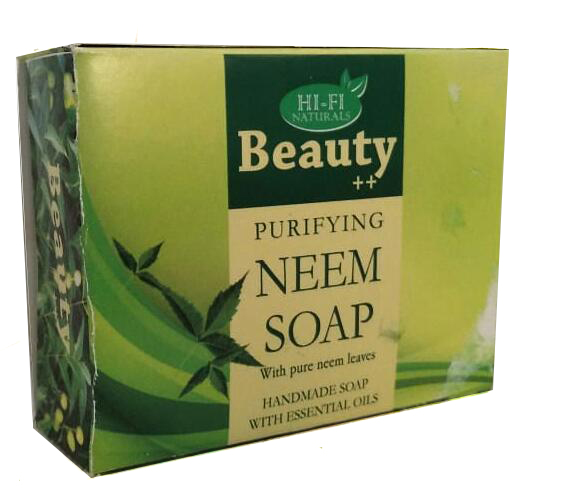 HI-FI
NATURALS
Beauty
++
PURIFYING
NEEM
SOAP
With pure neem leaves
HANDMADE SOAP
WITH ESSENTIAL OILS
Beauty